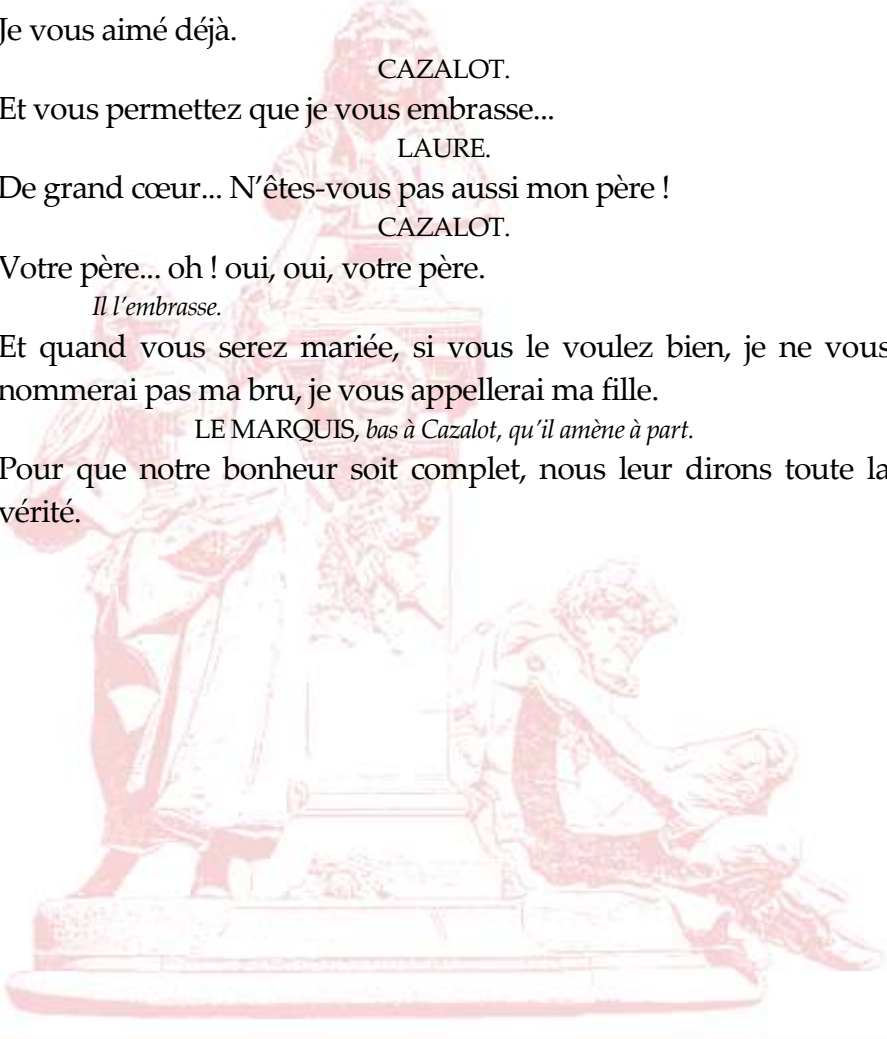 Je vous aimé déjà.
CAZALOT.
Et vous permettez que je vous embrasse...
LAURE.
De grand cœur... N’êtes-vous pas aussi mon père !
CAZALOT.
Votre père... oh ! oui, oui, votre père.
Il l’embrasse.
Et quand vous serez mariée, si vous le voulez bien, je ne vous
nommerai pas ma bru, je vous appellerai ma fille.
LE MARQUIS, bas à Cazalot, qu’il amène à part.
Pour que notre bonheur soit complet, nous leur dirons toute la
vérité.